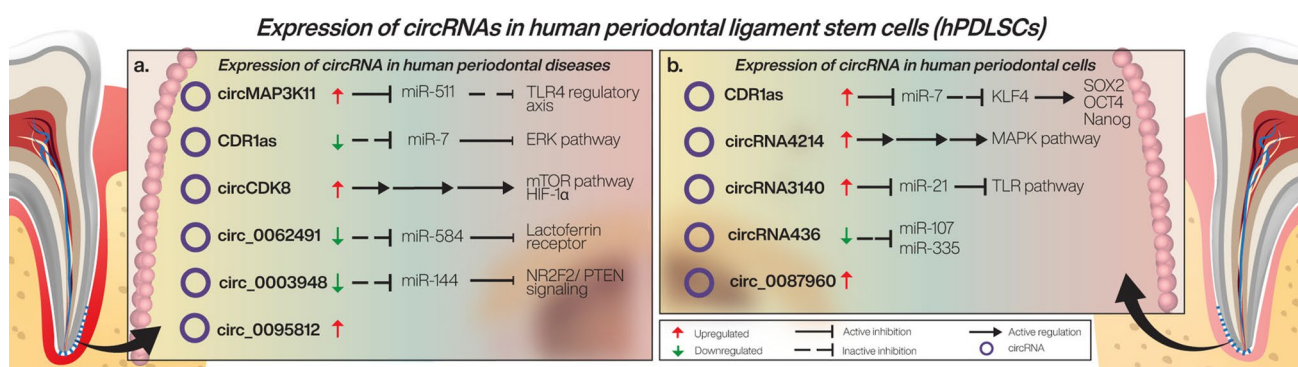 Expression of circRNAs in human periodontal ligament stem cells (hPDLSCs)
a.
Expression of circRNA in human periodontal diseases
circMAP3K11 miR-511 TLR4 regulatory
axis
CDR1as miR-7 ERK pathway
circCDK8 mTOR pathway
HIF-1α
circ_0062491 miR-584 Lactoferrin
receptor
circ_0003948 miR-144 NR2F2/ PTEN
signaling
circ_0095812
b.
Expression of circRNA in human periodontal cells
CDR1as miR-7 KLF4 SOX2
OCT4
Nanog
circRNA4214 MAPK pathway
circRNA3140 miR-21 TLR pathway
circRNA436 miR-107
miR-335
circ_0087960
Upregulated Active inhibition Active regulation
Downregulated Inactive inhibition circRNA